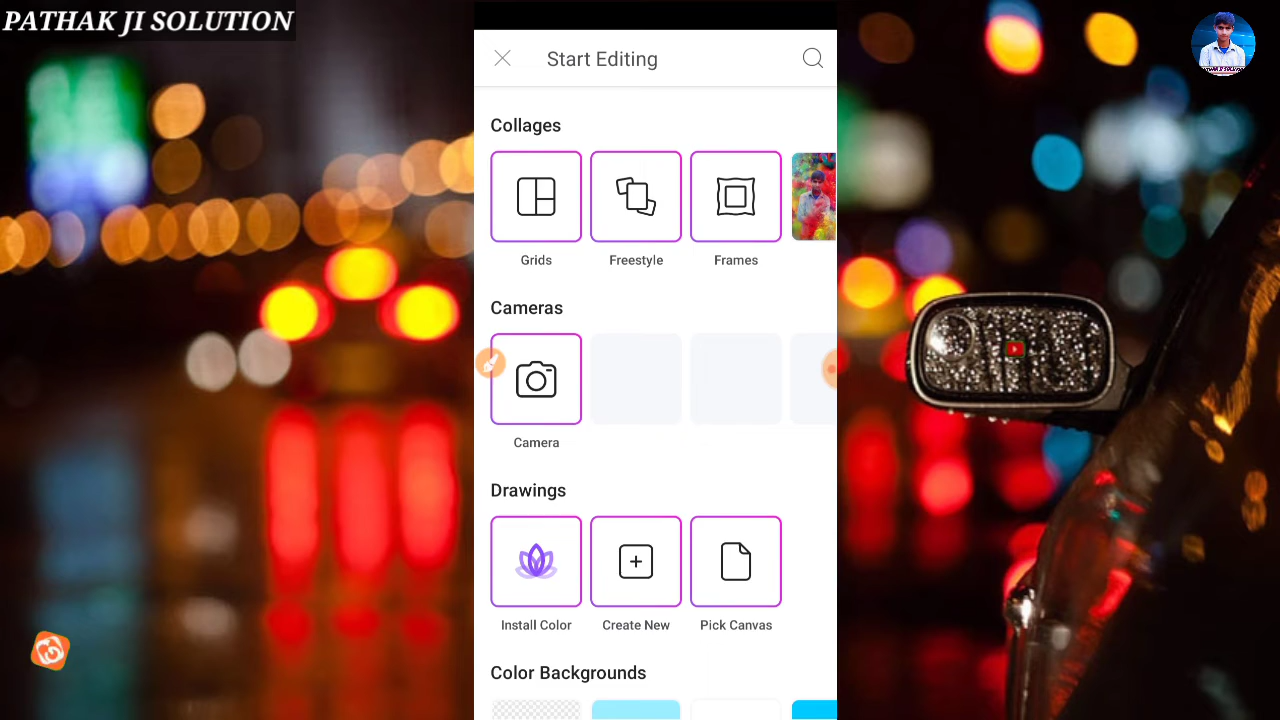 PATHAK JI SOLUTION
Start Editing
Collages
Grids
Freestyle
Frames
Cameras
Camera
Drawings
Install Color
Create New
Pick Canvas
Color Backgrounds